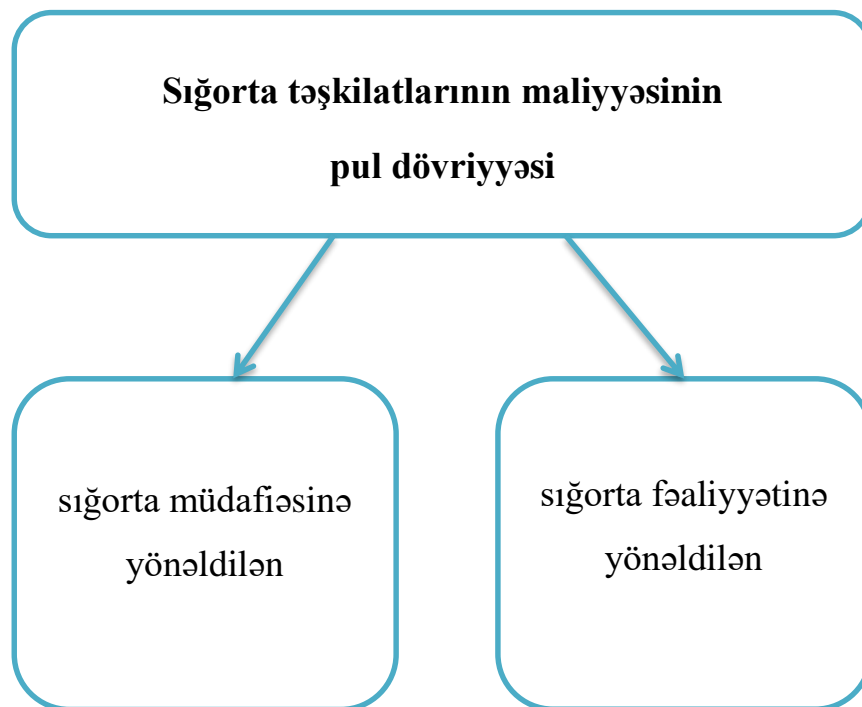 Sığorta təşkilatlarının maliyyəsinin
pul dövriyyəsi
sığorta müdafiəsinə
yönəldilən
sığorta fəaliyyətinə
yönəldilən